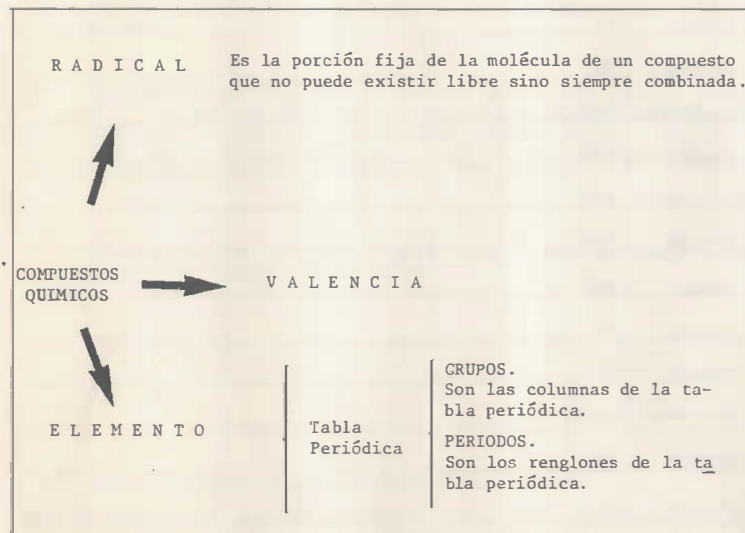 R A D I C A L
Es la porción fija de la molécula de un compuesto
que no puede existir libre sino siempre combinada.
COMPUESTOS
QUIMICOS
V A L E N C I A
E L E M E N T O
Tabla
Periódica
GRUPOS.
Son las columnas de la ta-
bla periódica.
PERIODOS.
Son los renglones de la ta
bla periódica.